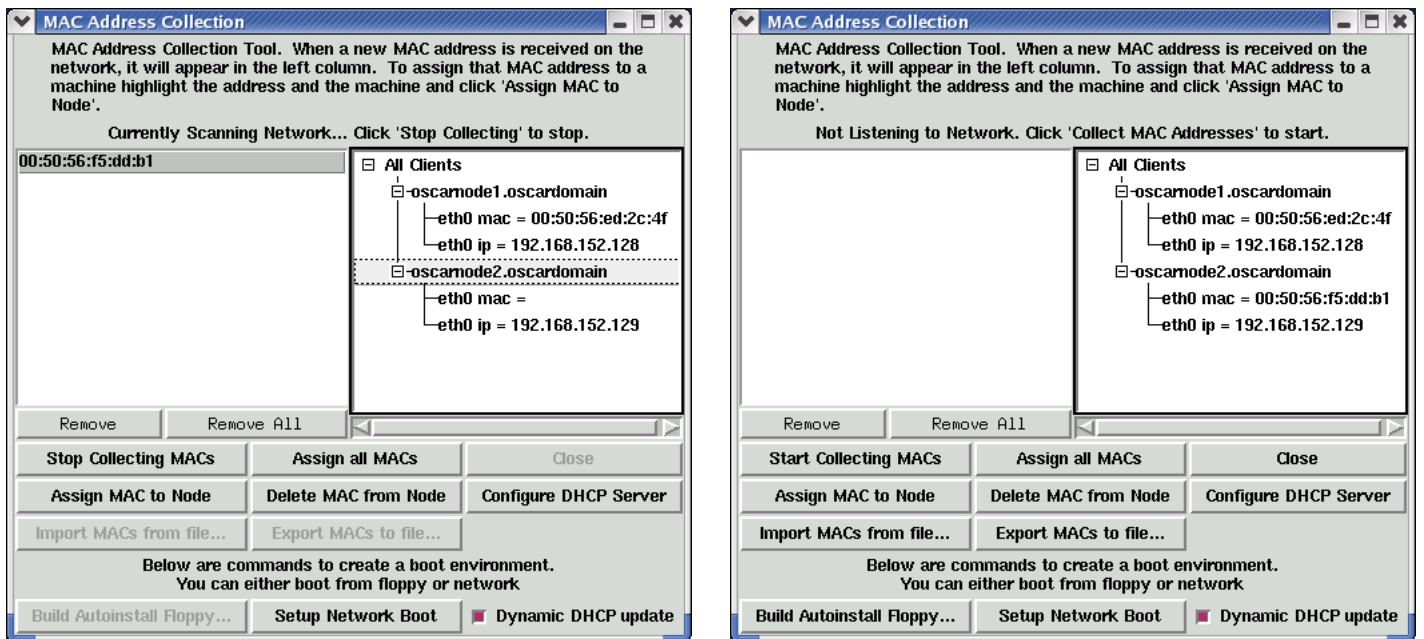 MAC Address Collection
MAC Address Collection Tool. When a new MAC address is received on the
network, it will appear in the left column. To assign that MAC address to a
machine highlight the address and the machine and click 'Assign MAC to
Node'.
Currently Scanning Network... Click 'Stop Collecting' to stop.
00:50:56:f5:dd:b1
All Clients
oscarnode1.oscardomain
eth0 mac = 00:50:56:ed:2c:4f
eth0 ip = 192.168.152.128
oscarnode2.oscardomain
eth0 mac =
eth0 ip = 192.168.152.129
Remove Remove All
Stop Collecting MACs Assign all MACs Close
Assign MAC to Node Delete MAC from Node Configure DHCP Server
Import MACs from file... Export MACs to file...
Below are commands to create a boot environment.
You can either boot from floppy or network
Build Autoinstall Floppy... Setup Network Boot Dynamic DHCP update
MAC Address Collection
MAC Address Collection Tool. When a new MAC address is received on the
network, it will appear in the left column. To assign that MAC address to a
machine highlight the address and the machine and click 'Assign MAC to
Node'.
Not Listening to Network. Click 'Collect MAC Addresses' to start.
All Clients
oscarnode1.oscardomain
eth0 mac = 00:50:56:ed:2c:4f
eth0 ip = 192.168.152.128
oscarnode2.oscardomain
eth0 mac = 00:50:56:f5:dd:b1
eth0 ip = 192.168.152.129
Remove Remove All
Start Collecting MACs Assign all MACs Close
Assign MAC to Node Delete MAC from Node Configure DHCP Server
Import MACs from file... Export MACs to file...
Below are commands to create a boot environment.
You can either boot from floppy or network
Build Autoinstall Floppy... Setup Network Boot Dynamic DHCP update